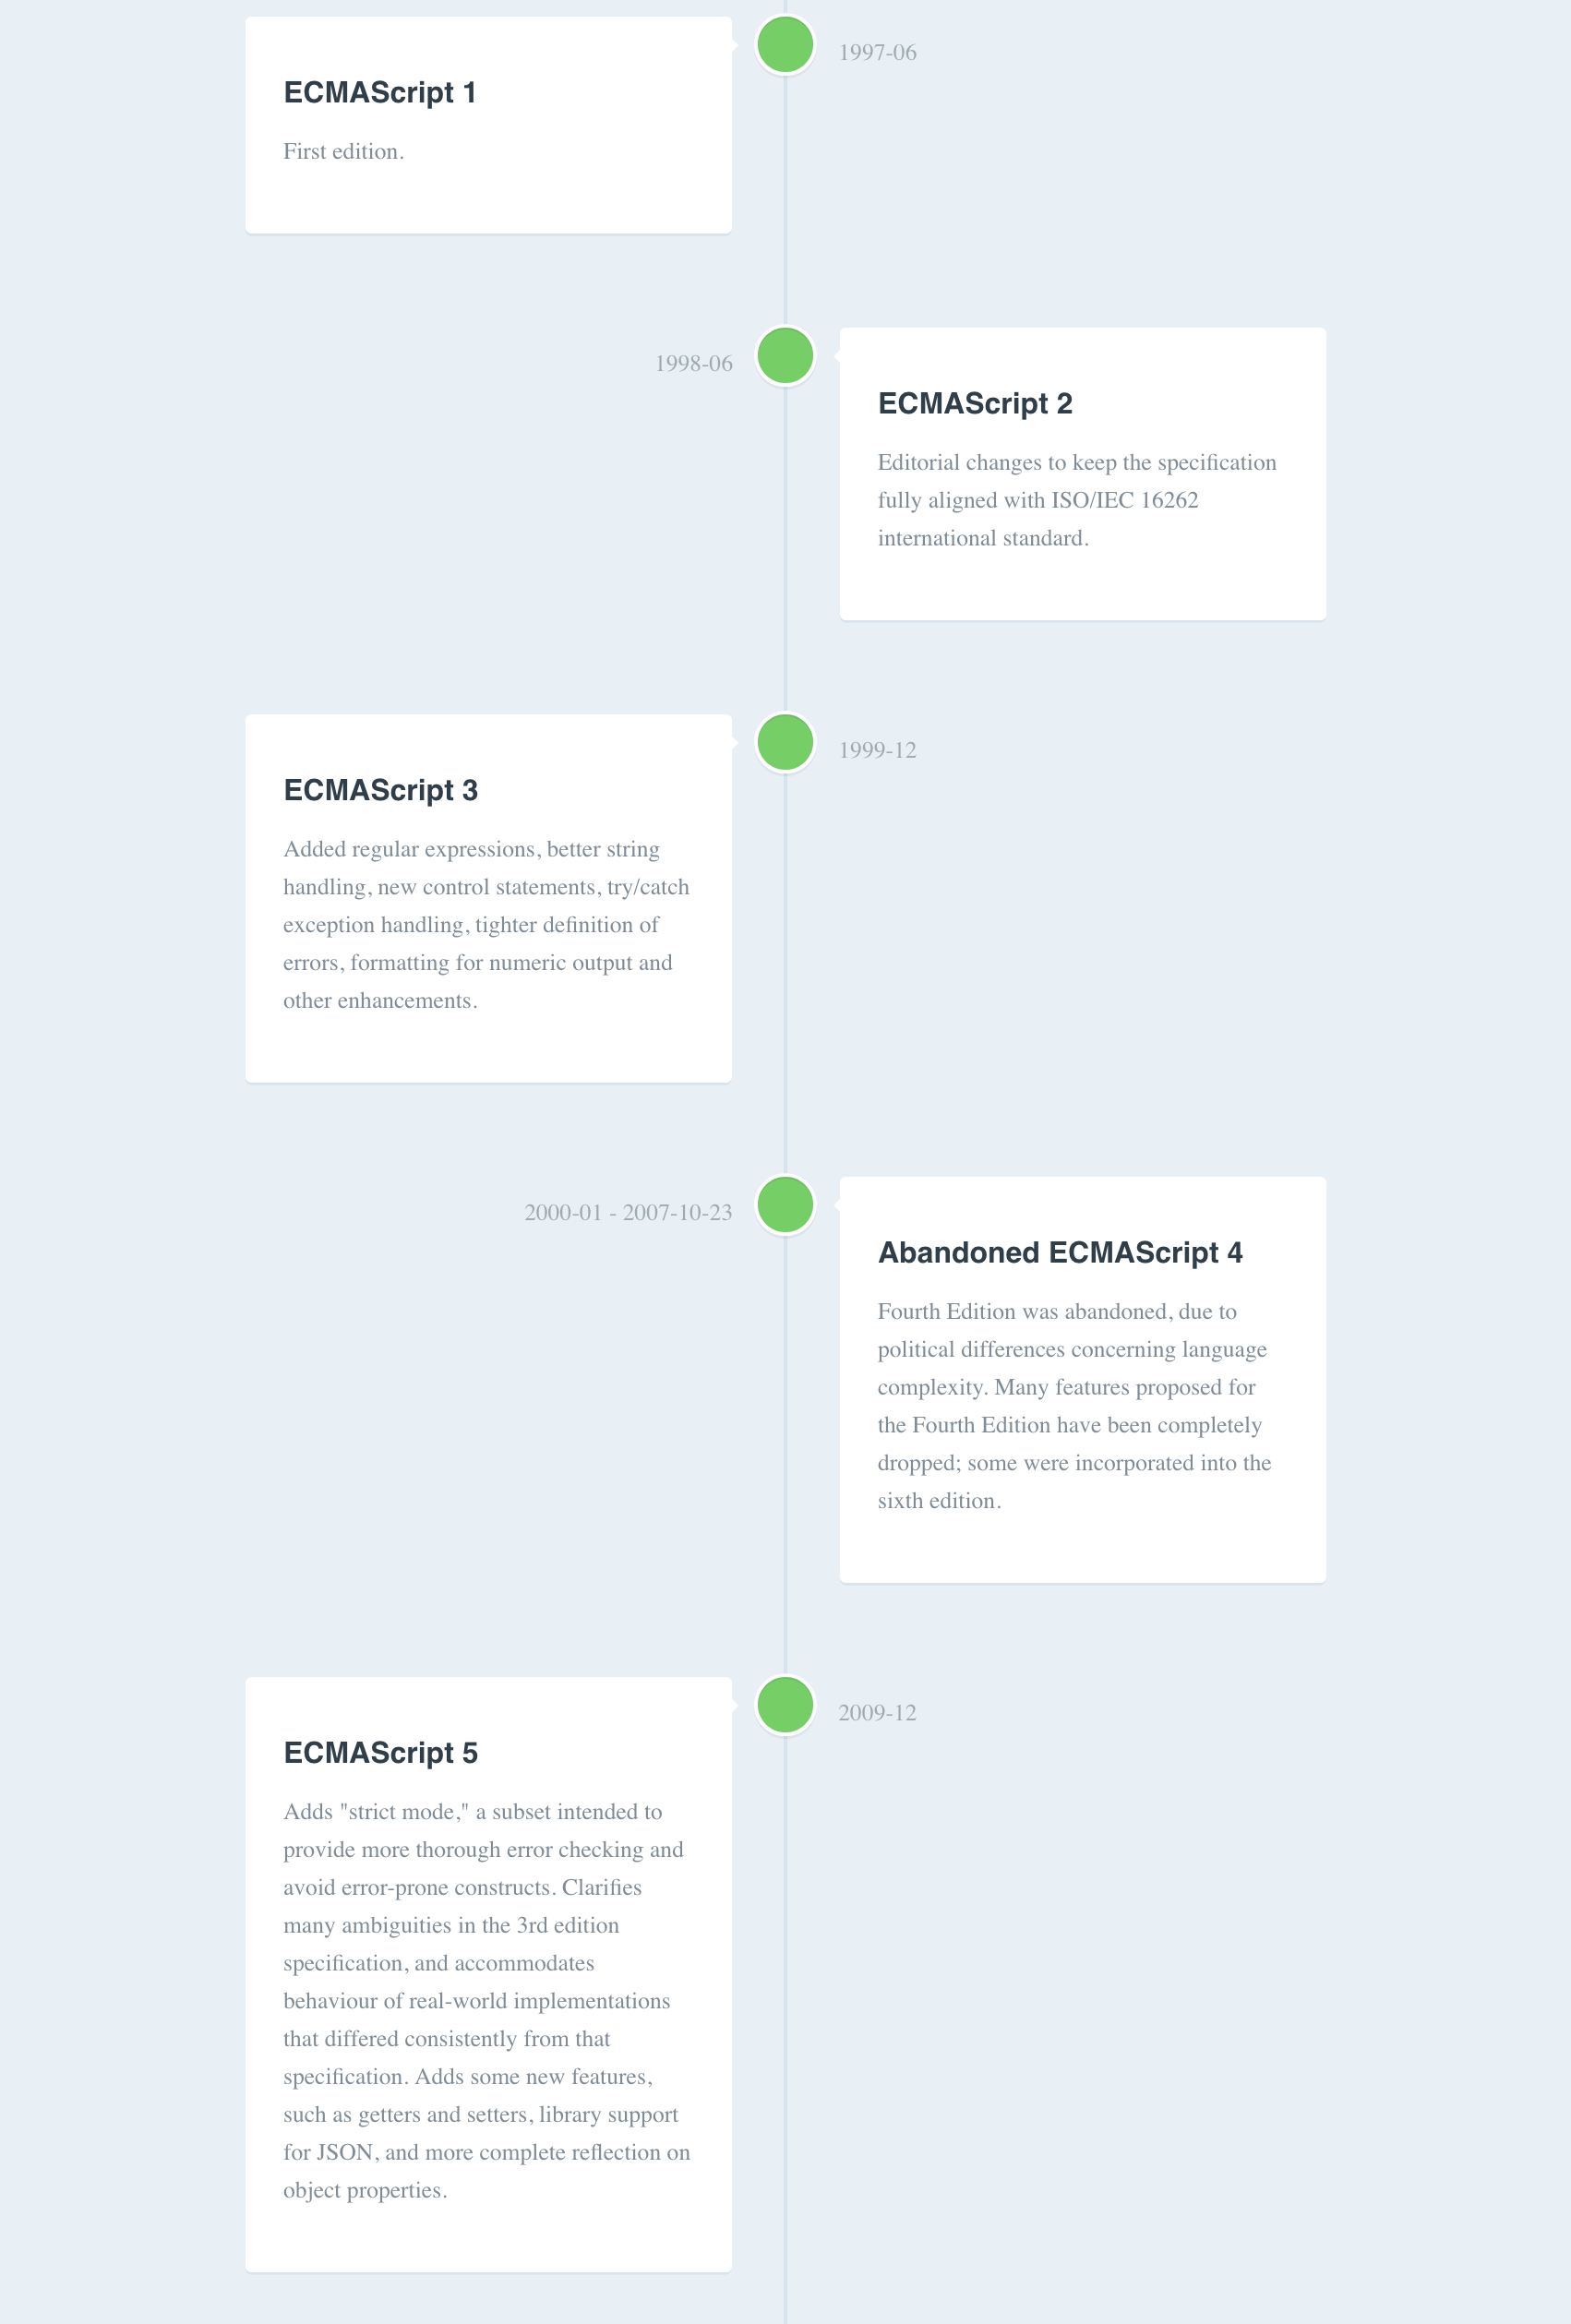 1997-06
ECMAScript 1
First edition.
1998-06
ECMAScript 2
Editorial changes to keep the specification
fully aligned with ISO/IEC 16262
international standard.
1999-12
ECMAScript 3
Added regular expressions, better string
handling, new control statements, try/catch
exception handling, tighter definition of
errors, formatting for numeric output and
other enhancements.
2000-01 - 2007-10-23
Abandoned ECMAScript 4
Fourth Edition was abandoned, due to
political differences concerning language
complexity. Many features proposed for
the Fourth Edition have been completely
dropped; some were incorporated into the
sixth edition.
2009-12
ECMAScript 5
Adds "strict mode," a subset intended to
provide more thorough error checking and
avoid error-prone constructs. Clarifies
many ambiguities in the 3rd edition
specification, and accommodates
behaviour of real-world implementations
that differed consistently from that
specification. Adds some new features,
such as getters and setters, library support
for JSON, and more complete reflection on
object properties.